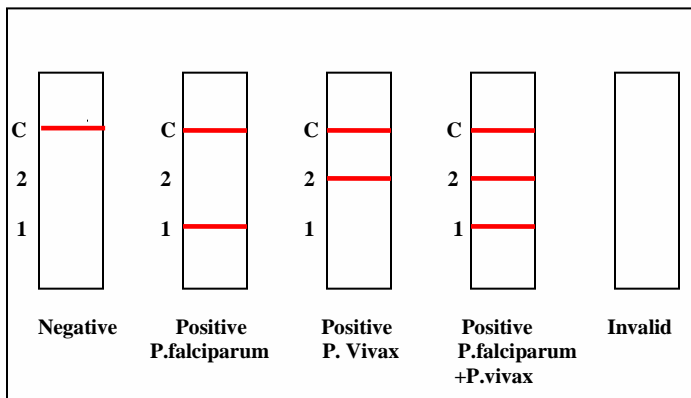 C C C C
2 2 2 2
1 1 1 1
Negative Positive Positive Positive Invalid
P.falciparum P. Vivax P.falciparum
+P.vivax